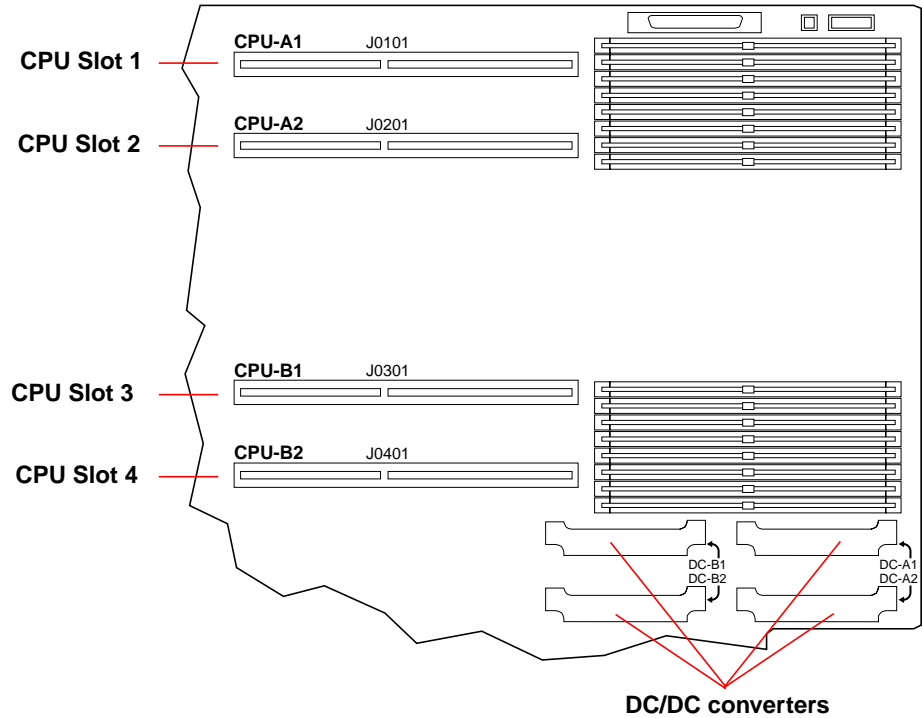 CPU-A1 J0101
CPU Slot 1
CPU-A2 J0201
CPU Slot 2
CPU-B1 J0301
CPU Slot 3
CPU-B2 J0401
CPU Slot 4
DC-B1 DC-A1
DC-B2 DC-A2
DC/DC converters